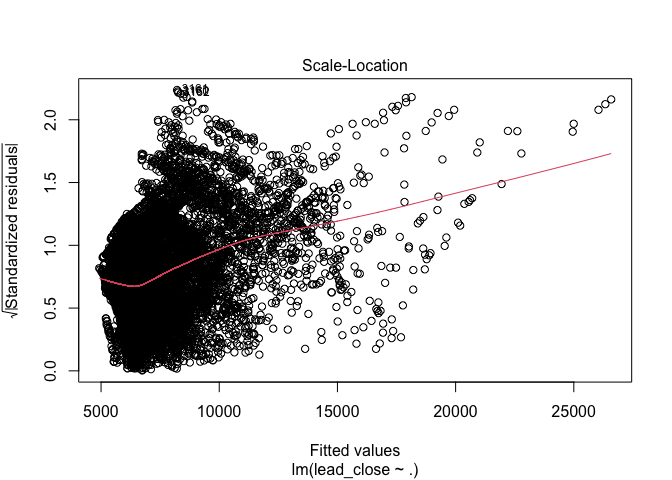 Scale-Location
√|Standardized residuals|
2.0
1.5
1.0
0.5
0.0
5000 10000 15000 20000 25000
Fitted values
lm(lead_close ~ .)